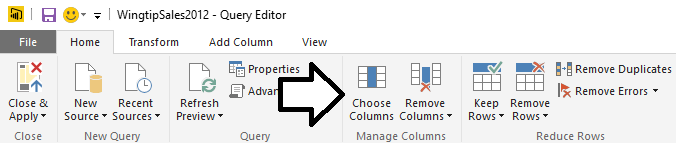 WingtipSales2012 - Query Editor
File Home Transform Add Column View
Close & Apply
New Source
Recent Sources
Refresh Preview
Properties
Choose Columns
Remove Columns
Keep Rows
Remove Rows
Remove Duplicates
Remove Errors
Close New Query Query Manage Columns Reduce Rows